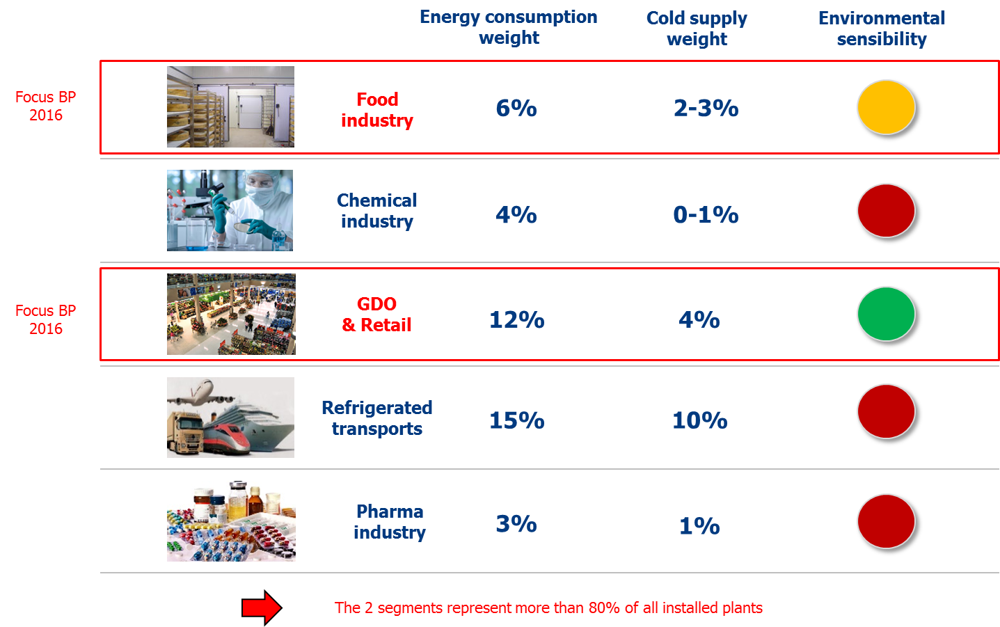 Energy consumption
weight
Cold supply
weight
Environmental
sensibility
Focus BP
2016
Food
industry
6%
2-3%
Chemical
industry
4%
0-1%
Focus BP
2016
GDO
& Retail
12%
4%
Refrigerated
transports
15%
10%
Pharma
industry
3%
1%
The 2 segments represent more than 80% of all installed plants